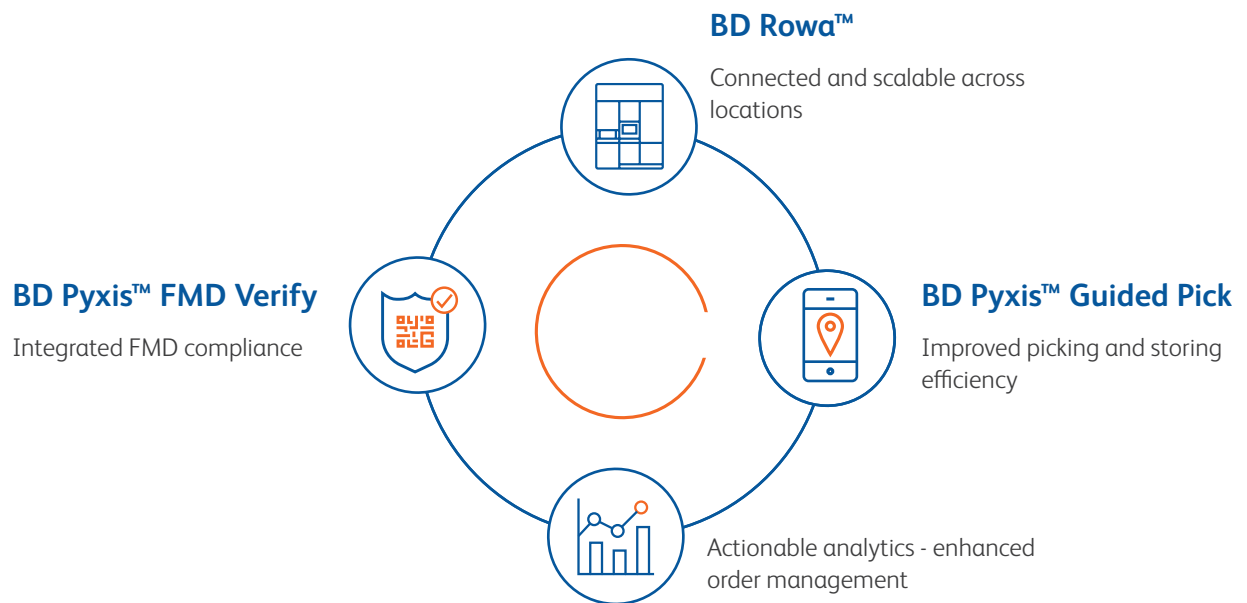 BD Rowa™
Connected and scalable across
locations
BD Pyxis™ FMD Verify
Integrated FMD compliance
BD Pyxis™ Guided Pick
Improved picking and storing
efficiency
Actionable analytics - enhanced
order management